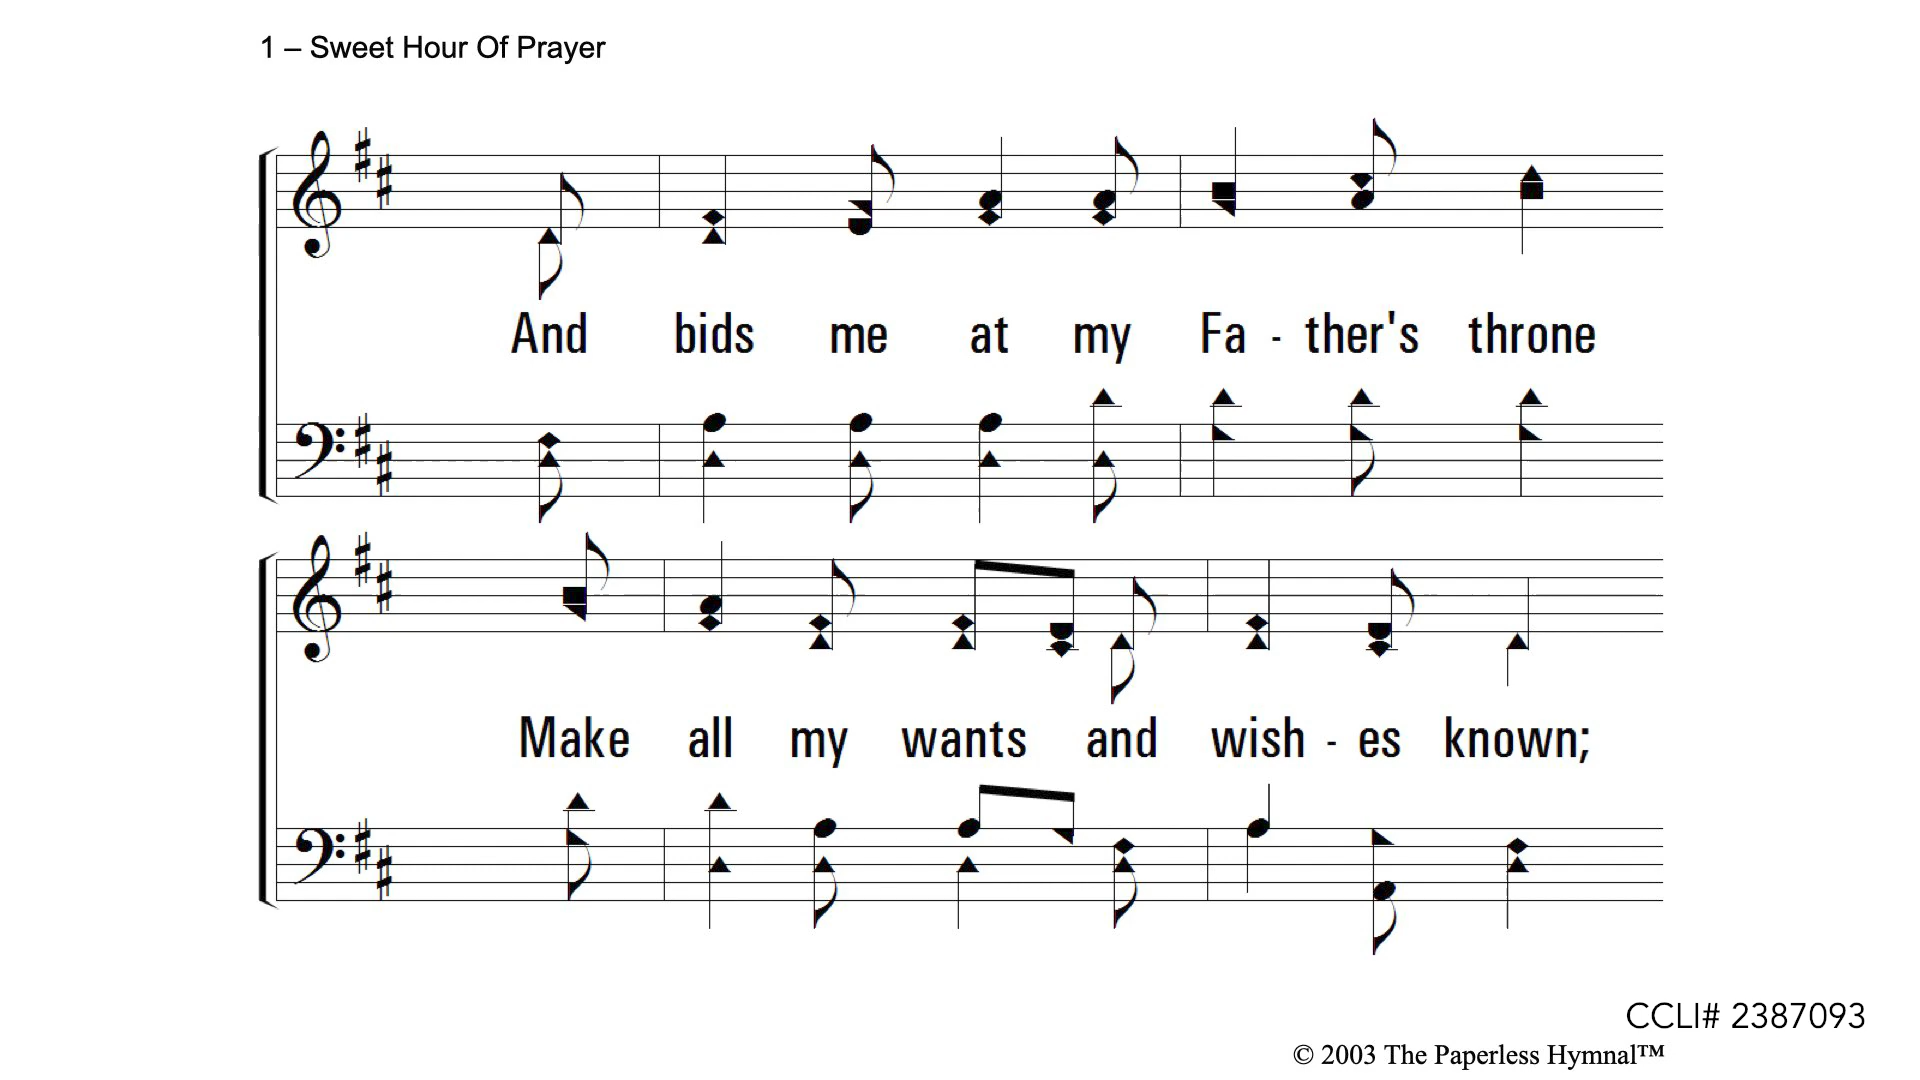 1 – Sweet Hour Of Prayer
And bids me at my Fa - ther's throne
Make all my wants and wish - es known;
CCLI# 2387093
© 2003 The Paperless Hymnal™